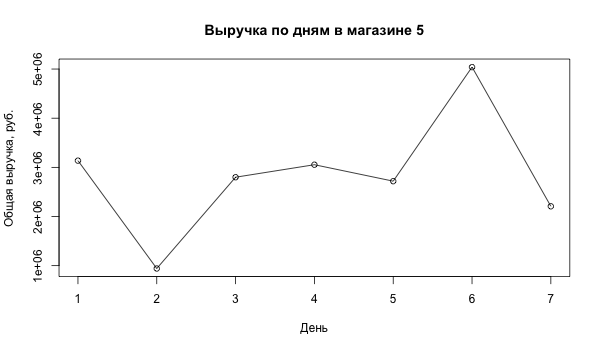 Выручка по дням в магазине 5
Общая выручка, руб.
5e+06
4e+06
3e+06
2e+06
1e+06
1 2 3 4 5 6 7
День